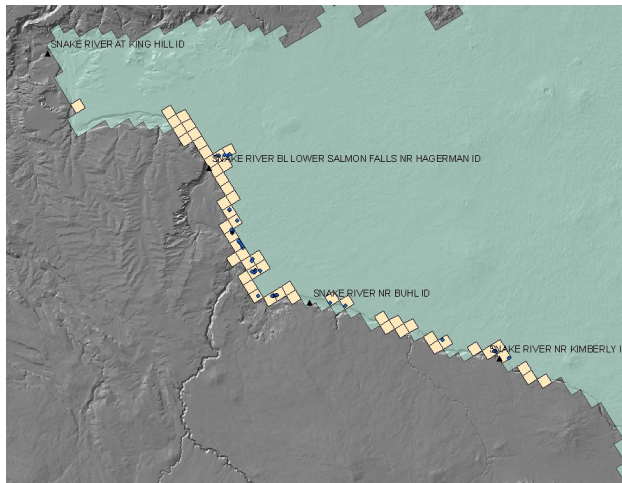 SNAKE RIVER AT KING HILL ID
SNAKE RIVER BL LOWER SALMON FALLS NR HAGERMAN ID
SNAKE RIVER NR BUHL ID
SNAKE RIVER NR KIMBERLY I